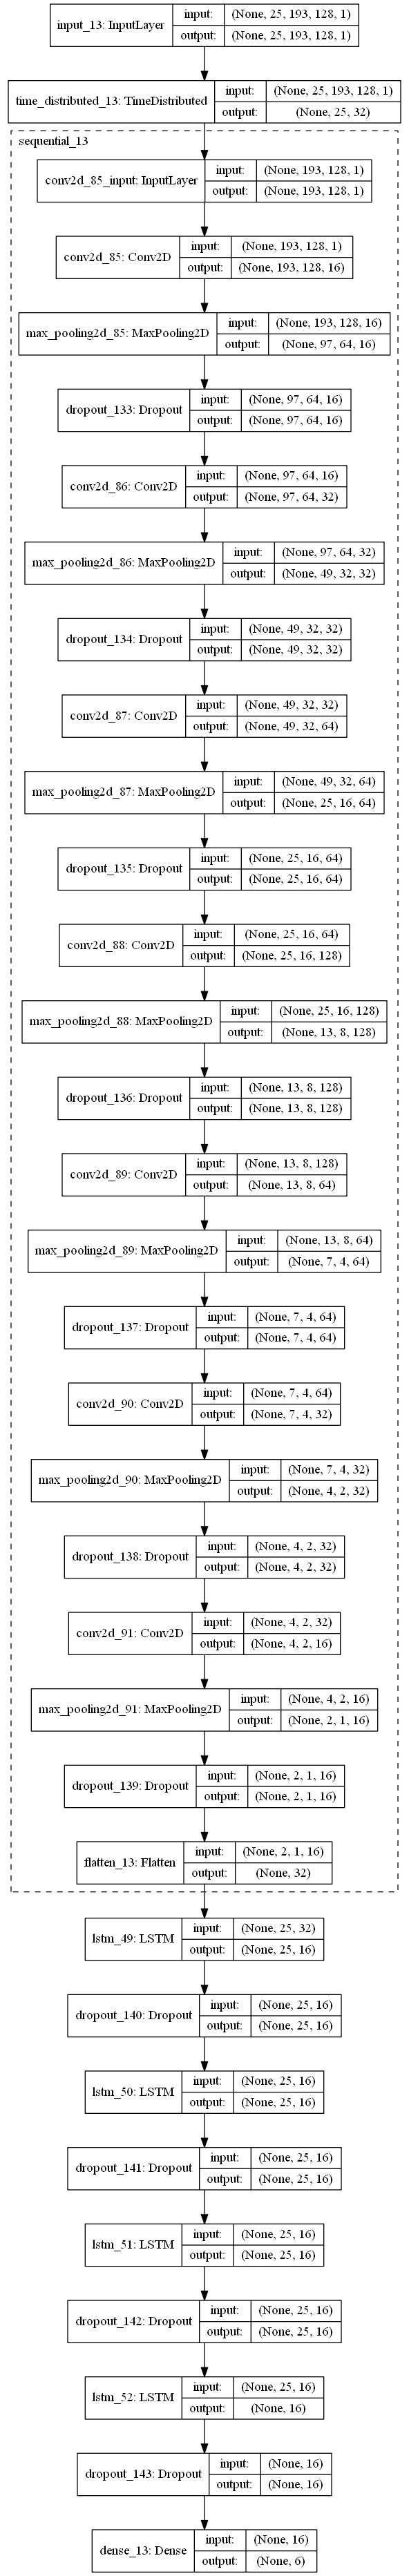 input_13: InputLayer input: (None, 25, 193, 128, 1)
output: (None, 25, 193, 128, 1)
time_distributed_13: TimeDistributed input: (None, 25, 193, 128, 1)
output: (None, 25, 32)
sequential_13
conv2d_85_input: InputLayer input: (None, 193, 128, 1)
output: (None, 193, 128, 1)
conv2d_85: Conv2D input: (None, 193, 128, 1)
output: (None, 193, 128, 16)
max_pooling2d_85: MaxPooling2D input: (None, 193, 128, 16)
output: (None, 97, 64, 16)
dropout_133: Dropout input: (None, 97, 64, 16)
output: (None, 97, 64, 16)
conv2d_86: Conv2D input: (None, 97, 64, 16)
output: (None, 97, 64, 32)
max_pooling2d_86: MaxPooling2D input: (None, 97, 64, 32)
output: (None, 49, 32, 32)
dropout_134: Dropout input: (None, 49, 32, 32)
output: (None, 49, 32, 32)
conv2d_87: Conv2D input: (None, 49, 32, 32)
output: (None, 49, 32, 64)
max_pooling2d_87: MaxPooling2D input: (None, 49, 32, 64)
output: (None, 25, 16, 64)
dropout_135: Dropout input: (None, 25, 16, 64)
output: (None, 25, 16, 64)
conv2d_88: Conv2D input: (None, 25, 16, 64)
output: (None, 25, 16, 128)
max_pooling2d_88: MaxPooling2D input: (None, 25, 16, 128)
output: (None, 13, 8, 128)
dropout_136: Dropout input: (None, 13, 8, 128)
output: (None, 13, 8, 128)
conv2d_89: Conv2D input: (None, 13, 8, 128)
output: (None, 13, 8, 64)
max_pooling2d_89: MaxPooling2D input: (None, 13, 8, 64)
output: (None, 7, 4, 64)
dropout_137: Dropout input: (None, 7, 4, 64)
output: (None, 7, 4, 64)
conv2d_90: Conv2D input: (None, 7, 4, 64)
output: (None, 7, 4, 32)
max_pooling2d_90: MaxPooling2D input: (None, 7, 4, 32)
output: (None, 4, 2, 32)
dropout_138: Dropout input: (None, 4, 2, 32)
output: (None, 4, 2, 32)
conv2d_91: Conv2D input: (None, 4, 2, 32)
output: (None, 4, 2, 16)
max_pooling2d_91: MaxPooling2D input: (None, 4, 2, 16)
output: (None, 2, 1, 16)
dropout_139: Dropout input: (None, 2, 1, 16)
output: (None, 2, 1, 16)
flatten_13: Flatten input: (None, 2, 1, 16)
output: (None, 32)
lstm_49: LSTM input: (None, 25, 32)
output: (None, 25, 16)
dropout_140: Dropout input: (None, 25, 16)
output: (None, 25, 16)
lstm_50: LSTM input: (None, 25, 16)
output: (None, 25, 16)
dropout_141: Dropout input: (None, 25, 16)
output: (None, 25, 16)
lstm_51: LSTM input: (None, 25, 16)
output: (None, 25, 16)
dropout_142: Dropout input: (None, 25, 16)
output: (None, 25, 16)
lstm_52: LSTM input: (None, 25, 16)
output: (None, 16)
dropout_143: Dropout input: (None, 16)
output: (None, 16)
dense_13: Dense input: (None, 16)
output: (None, 6)